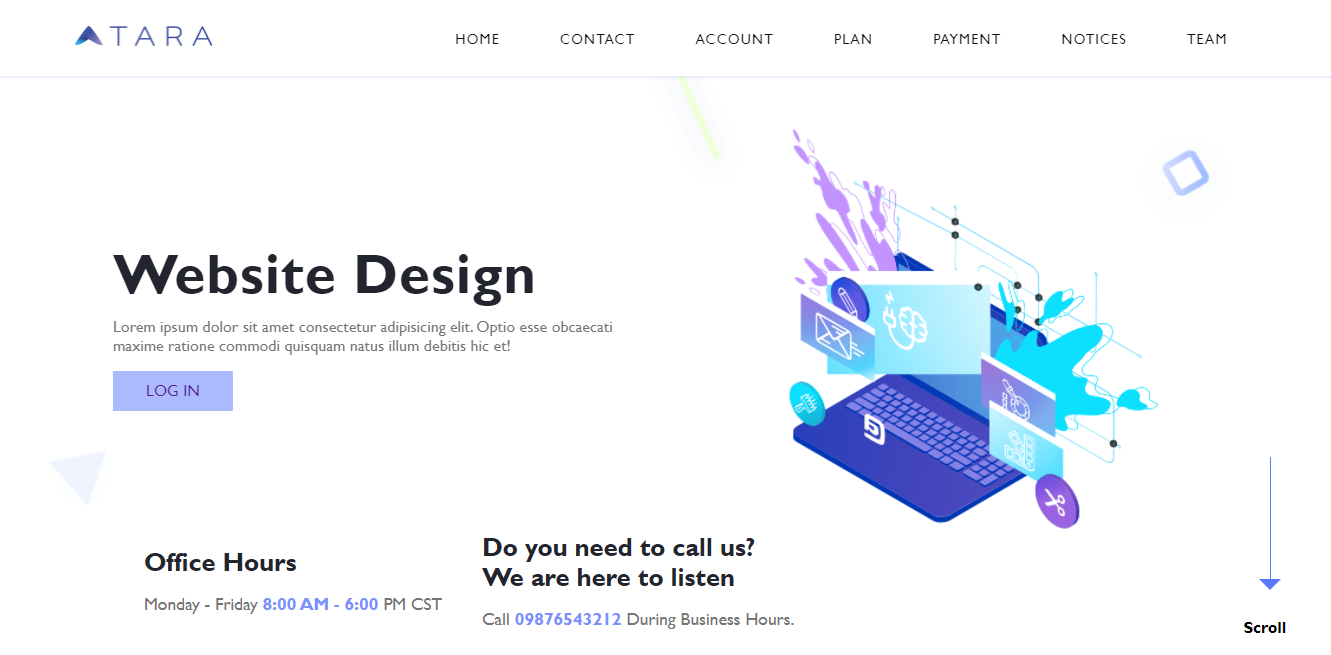 ATARA
HOME CONTACT ACCOUNT PLAN PAYMENT NOTICES TEAM
Website Design
Lorem ipsum dolor sit amet consectetur adipisicing elit. Optio esse obcaecati
maxime ratione commodi quisquam natus illum debitis hic et!
LOG IN
Office Hours
Monday - Friday 8:00 AM - 6:00 PM CST
Do you need to call us?
We are here to listen
Call 09876543212 During Business Hours.
Scroll